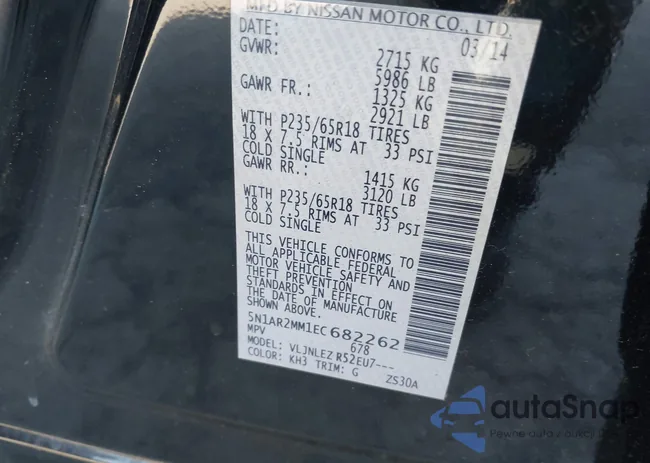 MFD BY NISSAN MOTOR CO., LTD.
DATE: 03/14
GVWR: 2715 KG
5986 LB
GAWR FR.: 1325 KG
2921 LB
WITH P235/65R18 TIRES
18 X 7.5 RIMS AT 33 PSI
COLD SINGLE
GAWR RR.: 1415 KG
3120 LB
WITH P235/65R18 TIRES
18 X 7.5 RIMS AT 33 PSI
COLD SINGLE
THIS VEHICLE CONFORMS TO
ALL APPLICABLE FEDERAL
MOTOR VEHICLE SAFETY AND
THEFT PREVENTION
STANDARDS IN EFFECT ON
THE DATE OF MANUFACTURE
SHOWN ABOVE.
5N1AR2MM1EC682262
MPV 678
MODEL: VLJNLEZ R52EU7---
COLOR: KH3 TRIM: G ZS30A
autaSnap
Pewne auta z aukcji